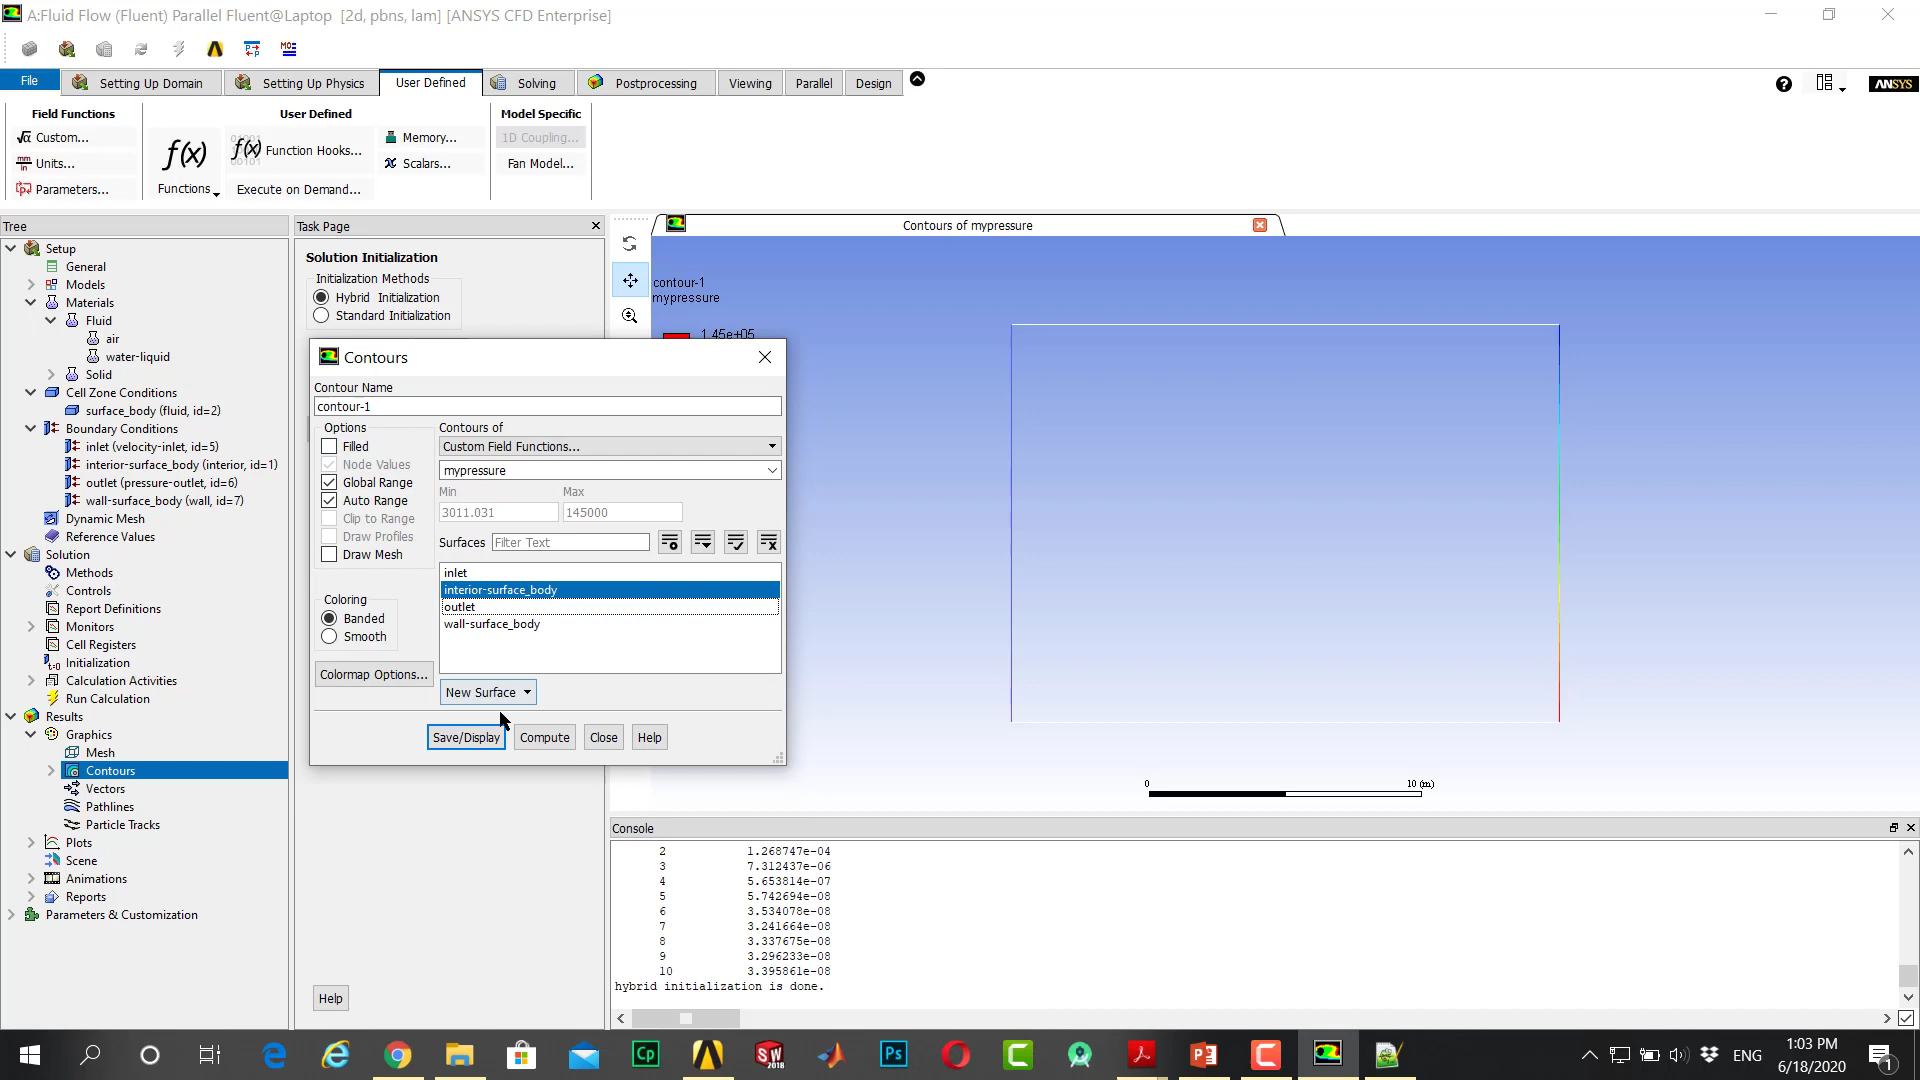 A:Fluid Flow (Fluent) Parallel Fluent@Laptop [2d, pbns, lam] [ANSYS CFD Enterprise]
File
Setting Up Domain
Setting Up Physics
User Defined
Solving
Postprocessing
Viewing
Parallel
Design
ANSYS
Field Functions
User Defined
Model Specific
Custom...
Units...
Parameters...
f(x)
Functions
f(x) Function Hooks...
Execute on Demand...
Memory...
Scalars...
1D Coupling...
Fan Model...
Tree
Setup
General
Models
Materials
Fluid
air
water-liquid
Solid
Cell Zone Conditions
surface_body (fluid, id=2)
Boundary Conditions
inlet (velocity-inlet, id=5)
interior-surface_body (interior, id=1)
outlet (pressure-outlet, id=6)
wall-surface_body (wall, id=7)
Dynamic Mesh
Reference Values
Solution
Methods
Controls
Report Definitions
Monitors
Cell Registers
Initialization
Calculation Activities
Run Calculation
Results
Graphics
Mesh
Contours
Vectors
Pathlines
Particle Tracks
Plots
Scene
Animations
Reports
Parameters & Customization
Task Page
Solution Initialization
Initialization Methods
Hybrid Initialization
Standard Initialization
Help
Contours
Contour Name
contour-1
Options
Filled
Node Values
Global Range
Auto Range
Clip to Range
Draw Profiles
Draw Mesh
Coloring
Banded
Smooth
Colormap Options...
Contours of
Custom Field Functions...
mypressure
Min
Max
3011.031
145000
Surfaces
Filter Text
inlet
interior-surface_body
outlet
wall-surface_body
New Surface
Save/Display
Compute
Close
Help
Contours of mypressure
contour-1
mypressure
1.45e+05
0
10 (m)
Console
2 1.268747e-04
3 7.312437e-06
4 5.653814e-07
5 5.742694e-08
6 3.534078e-08
7 3.241664e-08
8 3.337675e-08
9 3.296233e-08
10 3.395861e-08
hybrid initialization is done.
ENG
1:03 PM
6/18/2020